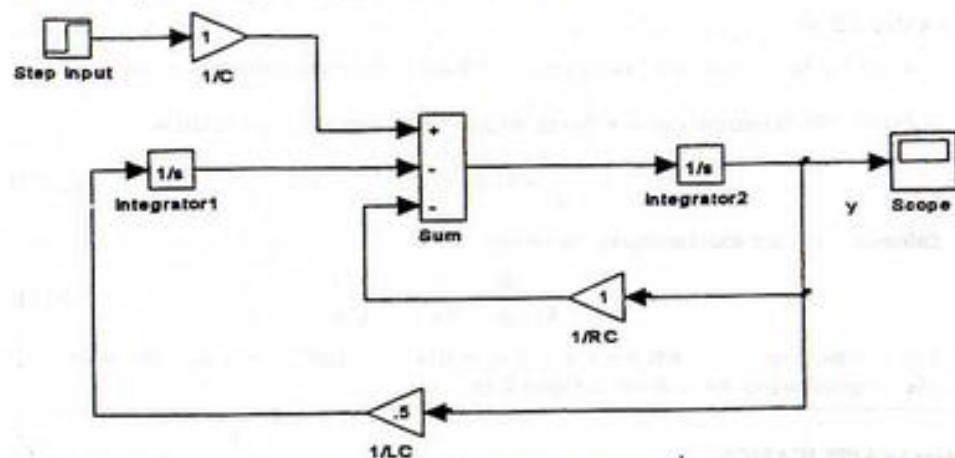 1
Step Input
1/C
+
1/s
-
1/s
Integrator1
-
Integrator2
y
Scope
Sum
1
1/RC
.5
1/LC